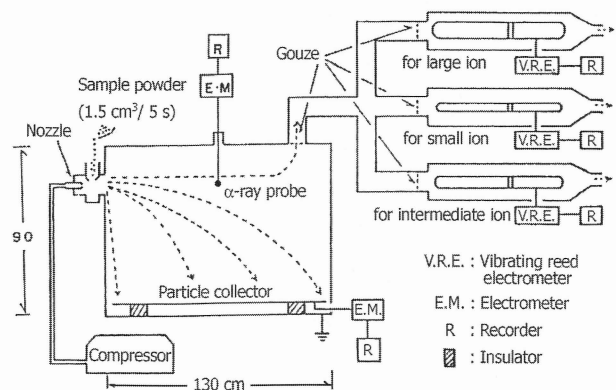 R
E·M
Gouze
Sample powder
(1.5 cm³/ 5 s)
Nozzle
for large ion
V.R.E.
R
for small ion
V.R.E.
R
for intermediate ion
V.R.E.
R
α-ray probe
90
Particle collector
E.M.
R
Compressor
130 cm
V.R.E. : Vibrating reed
electrometer
E.M. : Electrometer
R : Recorder
: Insulator